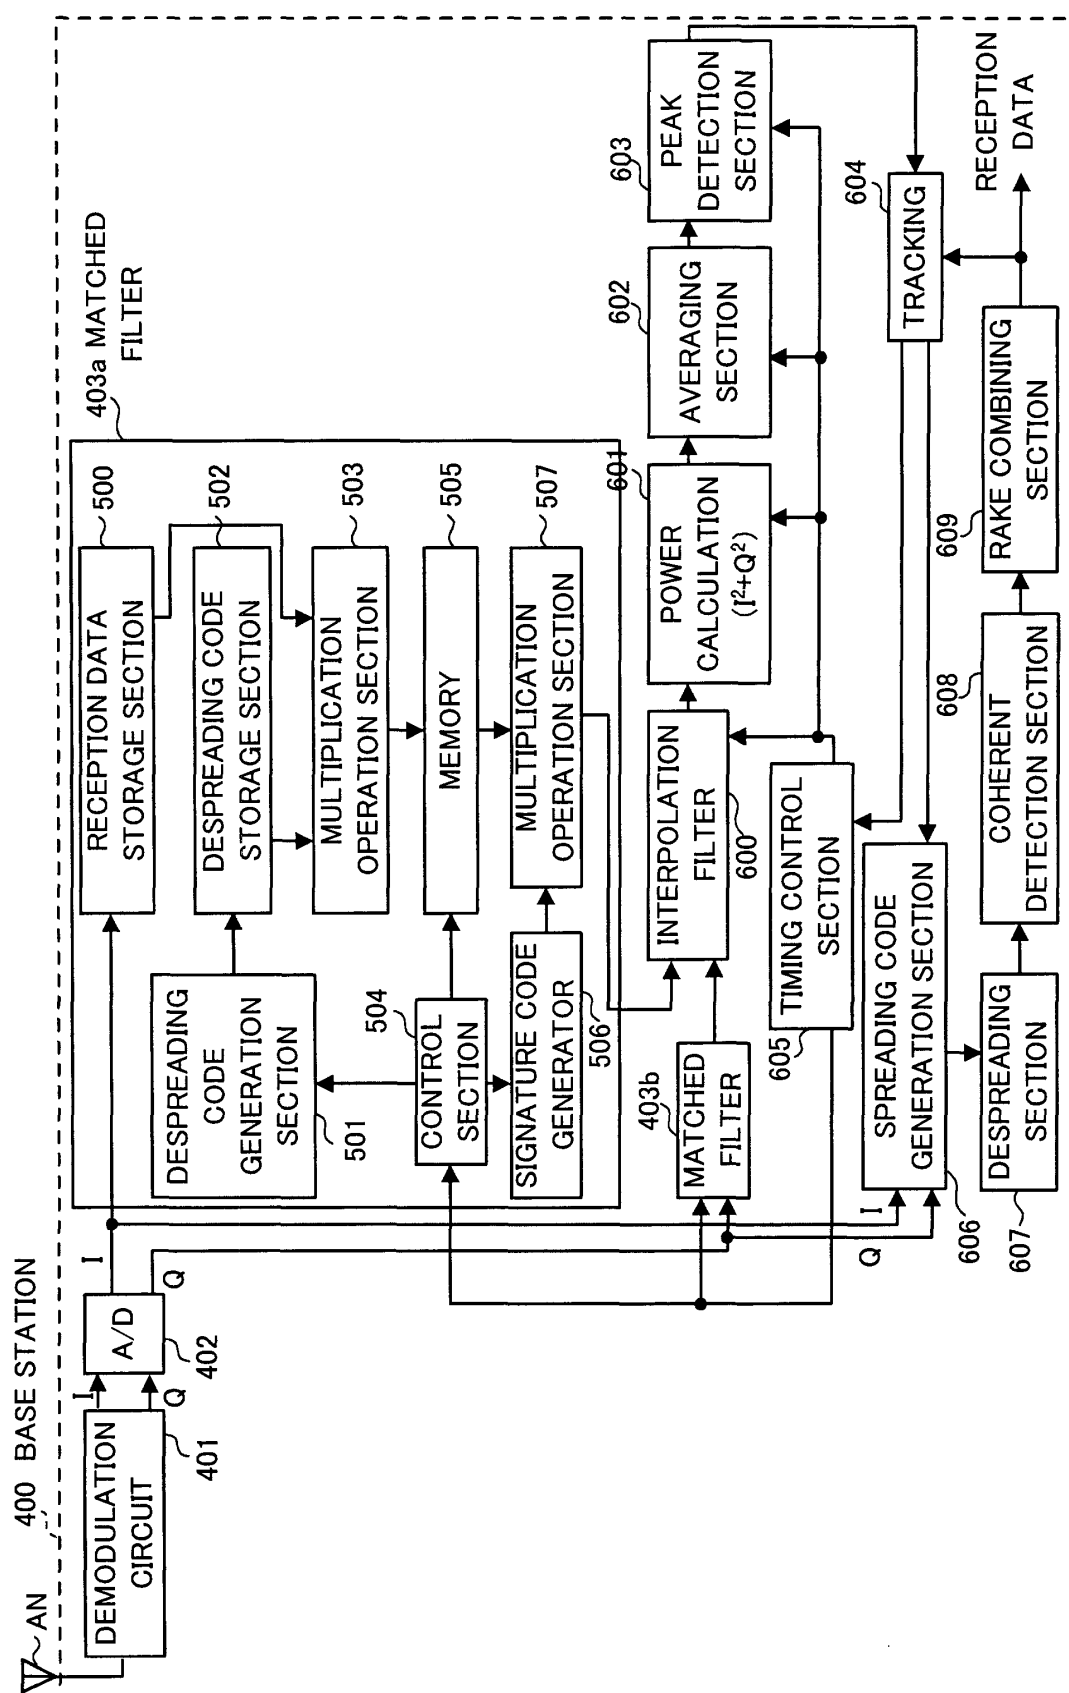 AN
400 BASE STATION
DEMODULATION
CIRCUIT
401
I
Q
A/D
402
I
Q
403a MATCHED
FILTER
RECEPTION DATA
STORAGE SECTION
500
DESPREADING
CODE
GENERATION
SECTION
501
DESPREADING CODE
STORAGE SECTION
502
MULTIPLICATION
OPERATION SECTION
503
CONTROL
SECTION
504
MEMORY
505
SIGNATURE CODE
GENERATOR
506
MULTIPLICATION
OPERATION SECTION
507
MATCHED
FILTER
403b
INTERPOLATION
FILTER
600
POWER
CALCULATION
(I²+Q²)
601
AVERAGING
SECTION
602
PEAK
DETECTION
SECTION
603
TIMING CONTROL
SECTION
605
TRACKING
604
I
Q
SPREADING CODE
GENERATION SECTION
606
DESPREADING
SECTION
607
COHERENT
DETECTION SECTION
608
RAKE COMBINING
SECTION
609
RECEPTION
DATA